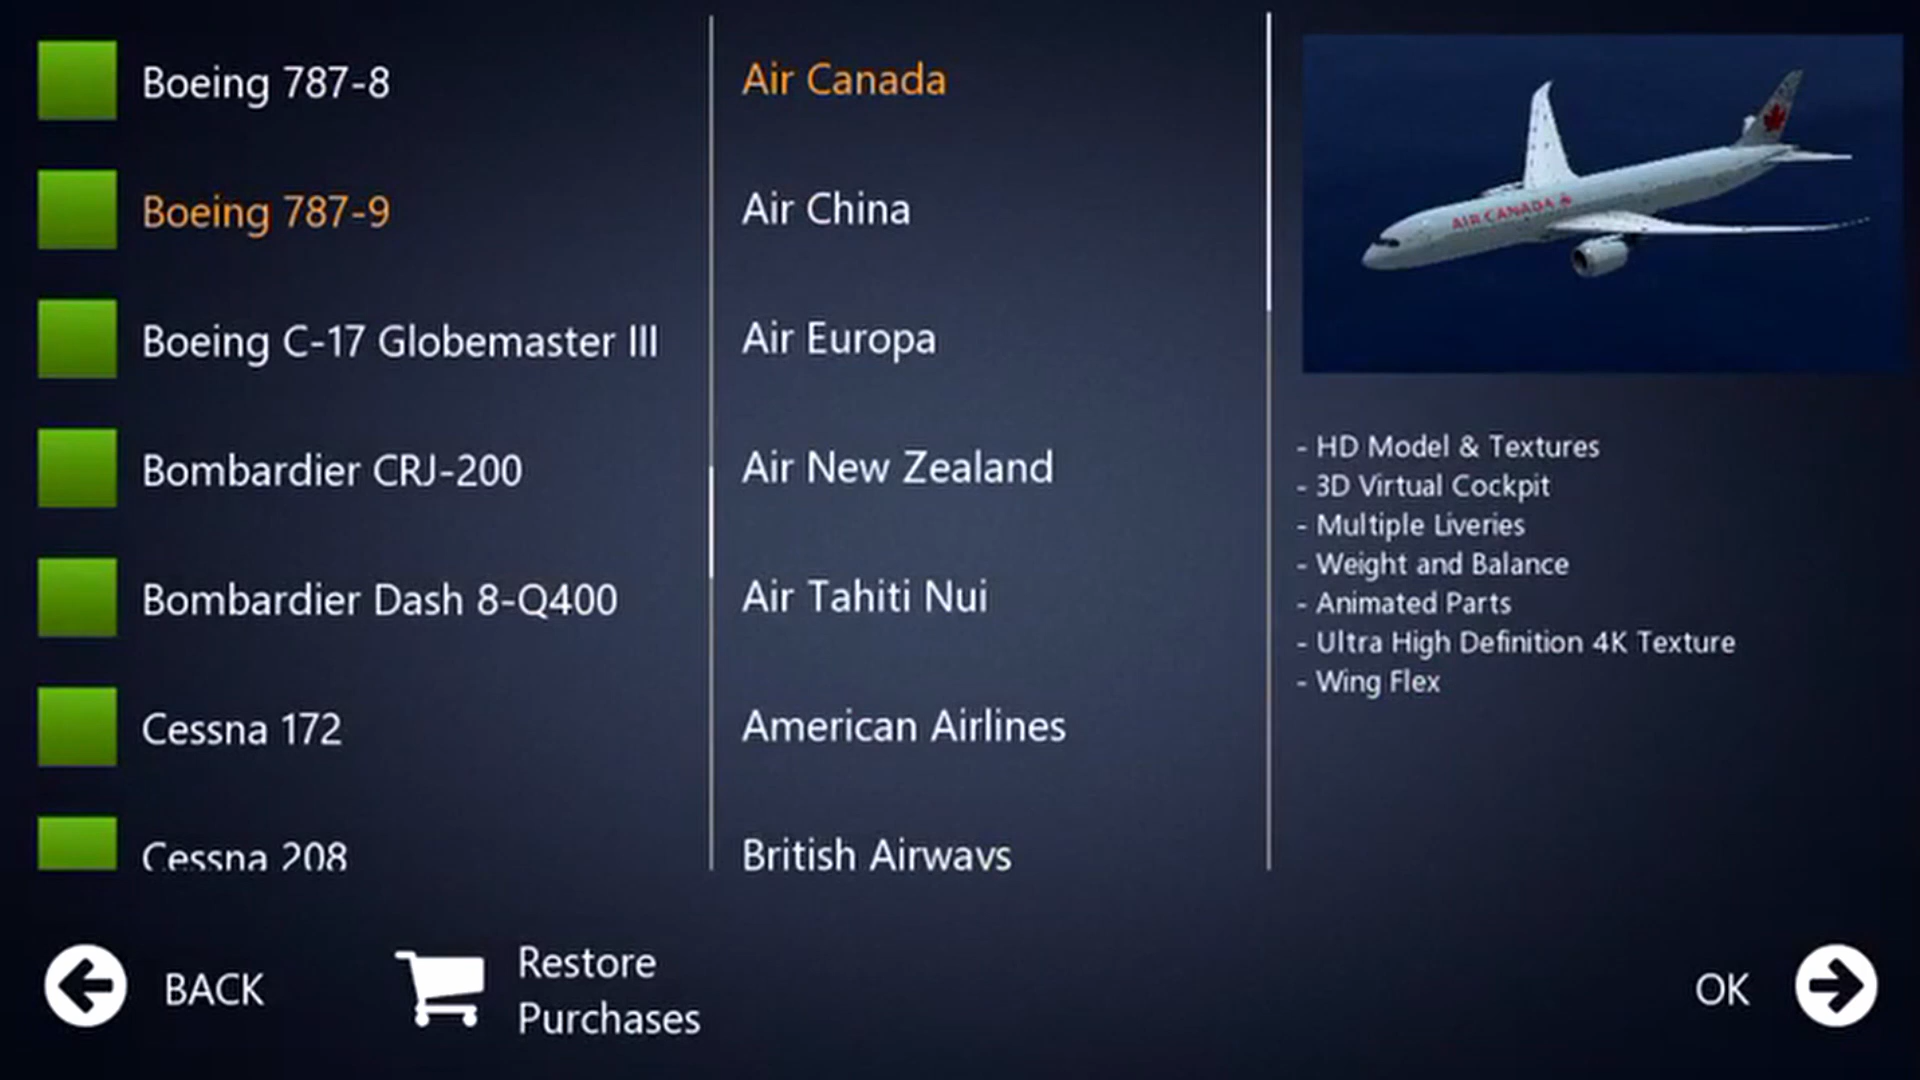 Boeing 787-8
Boeing 787-9
Boeing C-17 Globemaster III
Bombardier CRJ-200
Bombardier Dash 8-Q400
Cessna 172
Cessna 208
Air Canada
Air China
Air Europa
Air New Zealand
Air Tahiti Nui
American Airlines
British Airways
AIR CANADA
- HD Model & Textures
- 3D Virtual Cockpit
- Multiple Liveries
- Weight and Balance
- Animated Parts
- Ultra High Definition 4K Texture
- Wing Flex
BACK
Restore
Purchases
OK